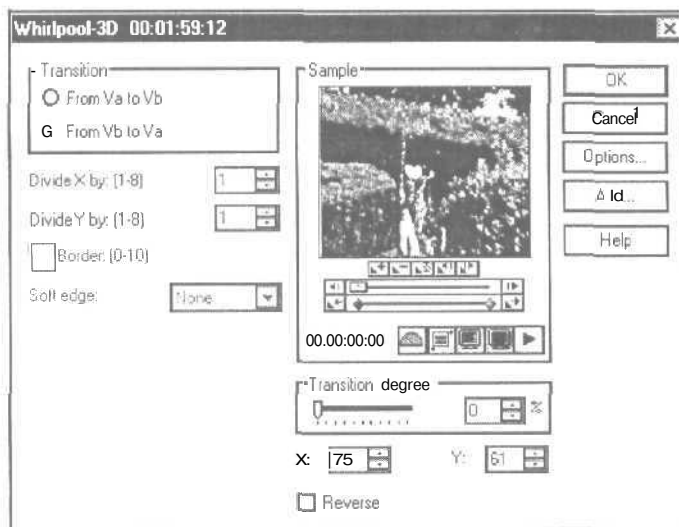 Whirlpool-3D 00:01:59:12
Transition
From Va to Vb
G From Vb to Va
Divide X by: (1-8) 1
Divide Y by: (1-8) 1
Border: (0-10)
Soft edge: None
Sample
00.00:00:00
Transition degree
0 %
X: 75 Y: 61
Reverse
OK
Cancel
Options...
Δ Id...
Help